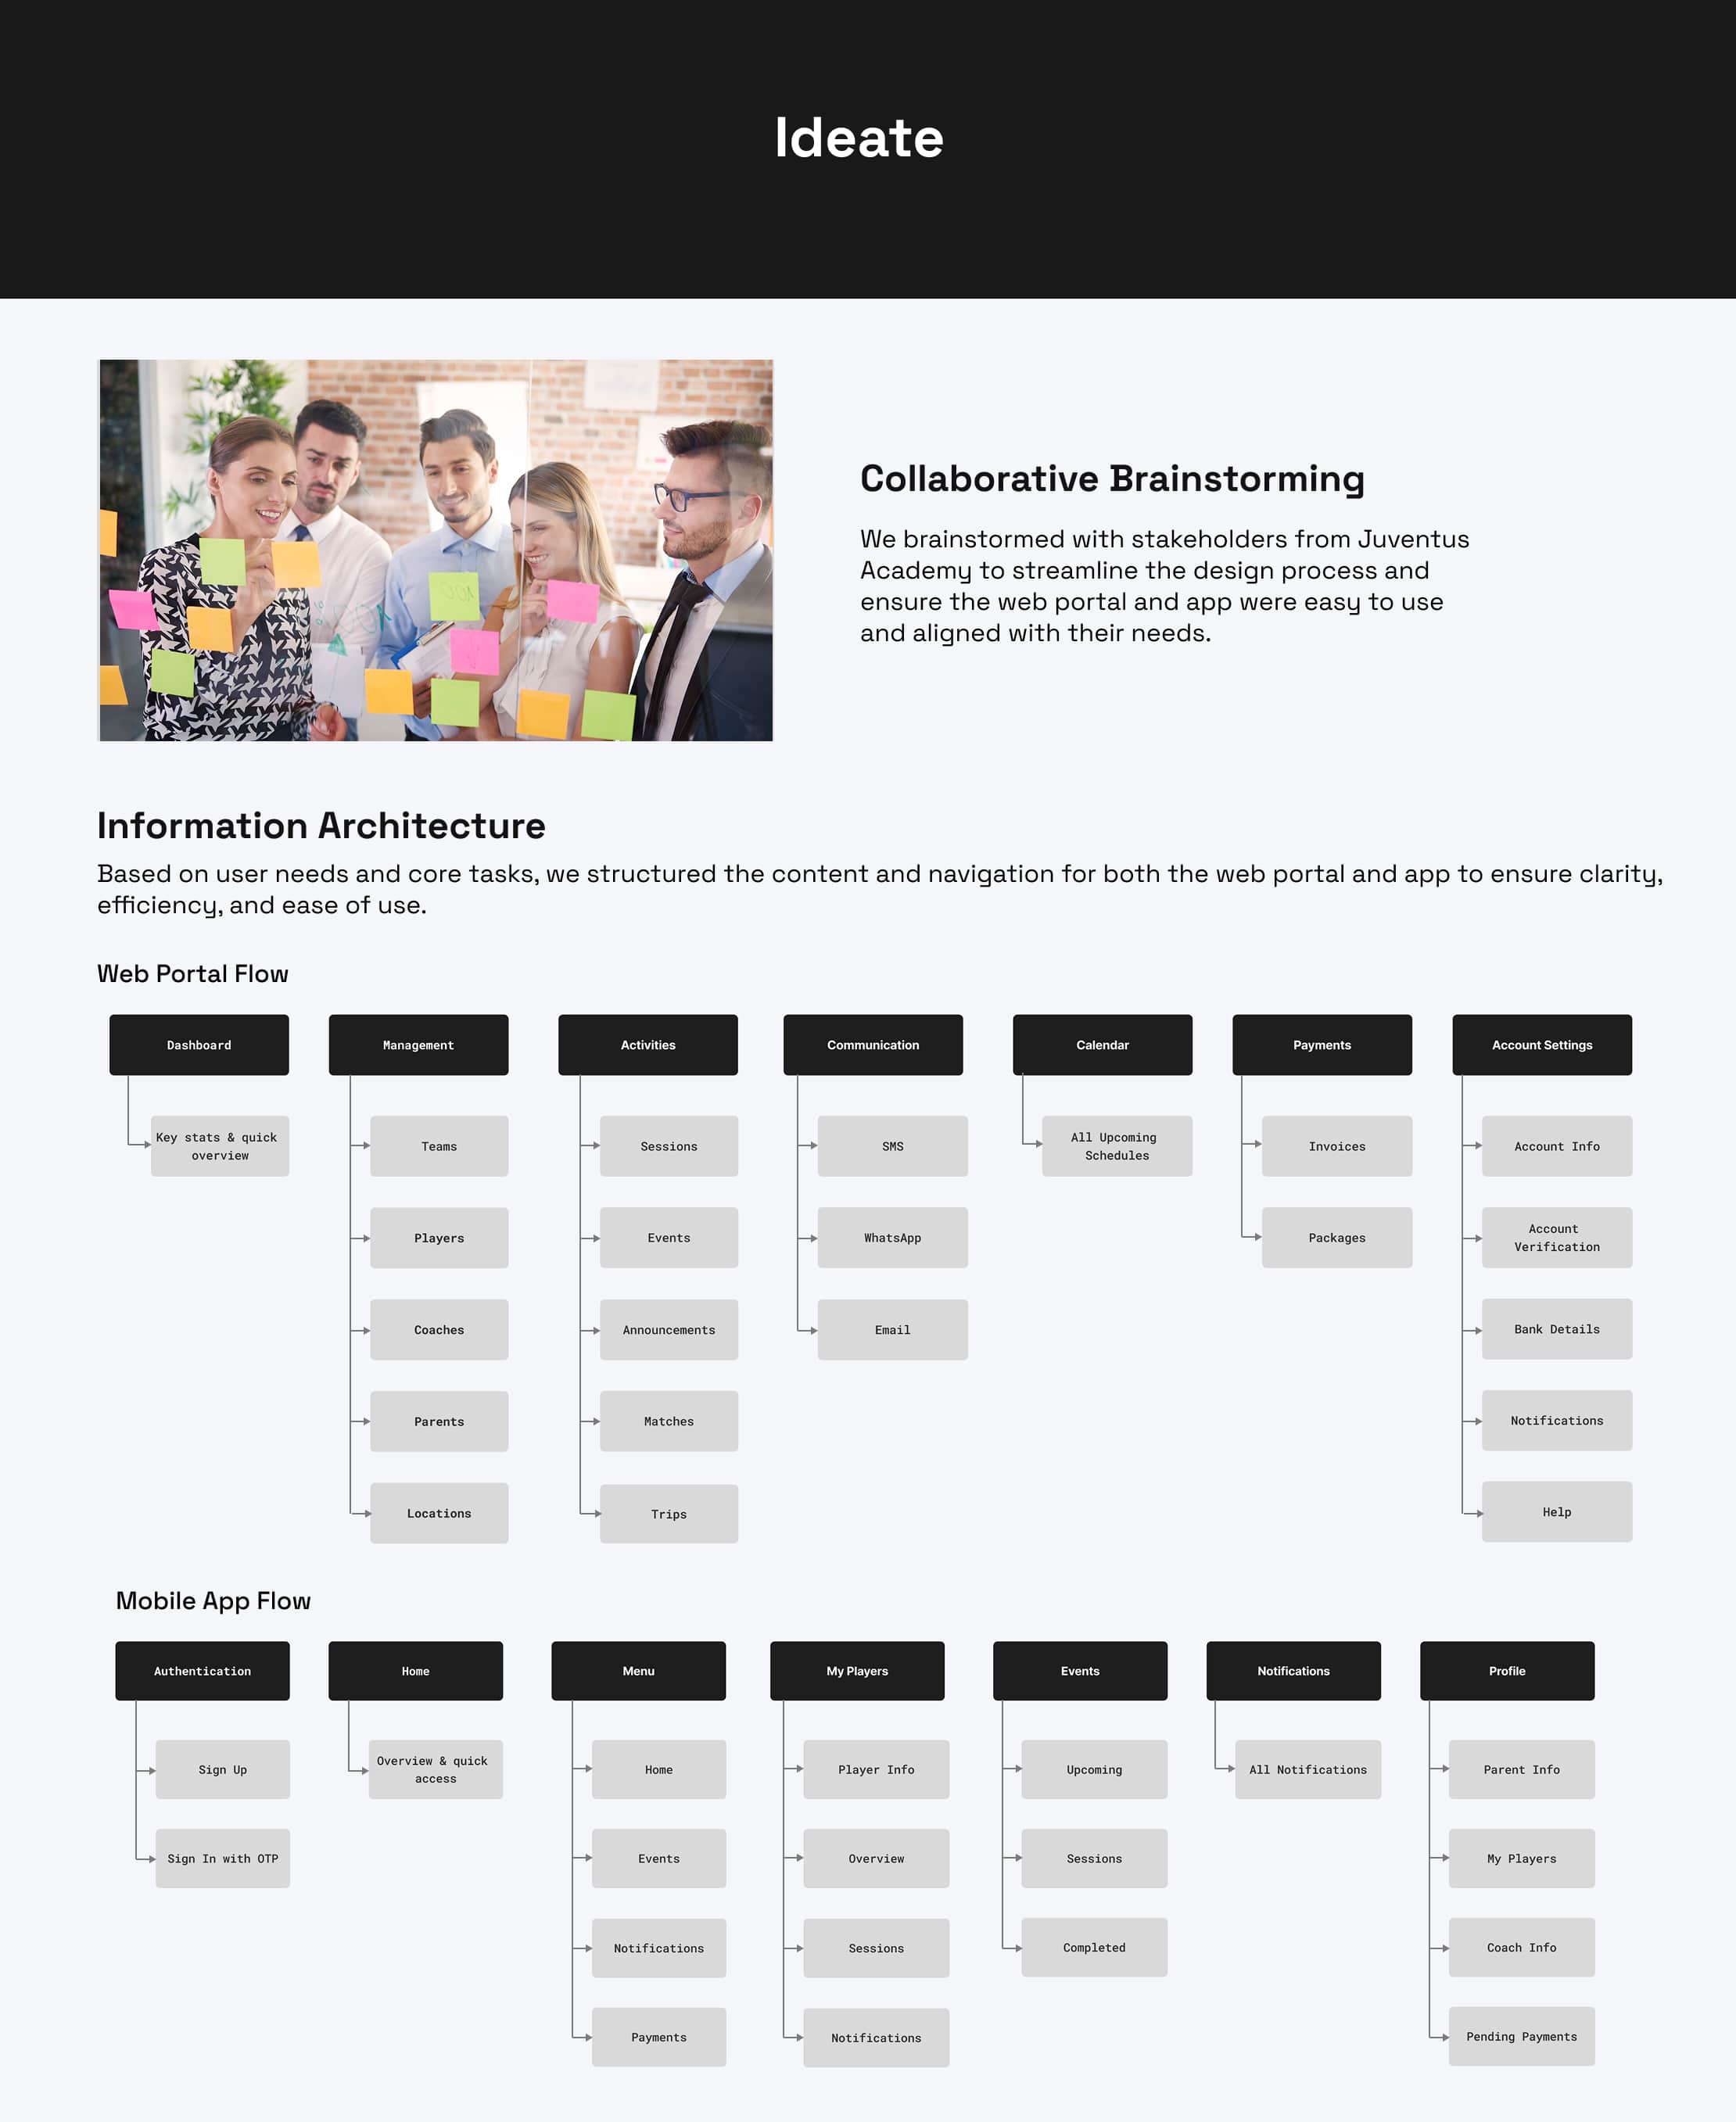 Ideate
Collaborative Brainstorming
We brainstormed with stakeholders from Juventus
Academy to streamline the design process and
ensure the web portal and app were easy to use
and aligned with their needs.
Information Architecture
Based on user needs and core tasks, we structured the content and navigation for both the web portal and app to ensure clarity,
efficiency, and ease of use.
Web Portal Flow
Dashboard
Key stats & quick
overview
Management
Teams
Players
Coaches
Parents
Locations
Activities
Sessions
Events
Announcements
Matches
Trips
Communication
SMS
WhatsApp
Email
Calendar
All Upcoming
Schedules
Payments
Invoices
Packages
Account Settings
Account Info
Account
Verification
Bank Details
Notifications
Help
Mobile App Flow
Authentication
Sign Up
Sign In with OTP
Home
Overview & quick
access
Menu
Home
Events
Notifications
Payments
My Players
Player Info
Overview
Sessions
Notifications
Events
Upcoming
Sessions
Completed
Notifications
All Notifications
Profile
Parent Info
My Players
Coach Info
Pending Payments